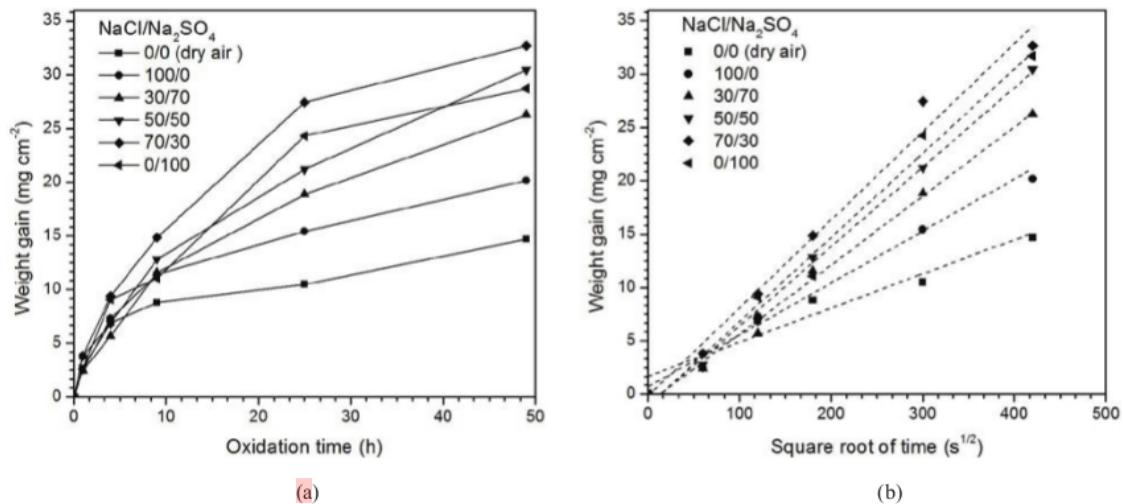 NaCl/Na₂SO₄
0/0 (dry air )
100/0
30/70
50/50
70/30
0/100
Weight gain (mg cm⁻²)
35
30
25
20
15
10
5
0
0 10 20 30 40 50
Oxidation time (h)
(a)
NaCl/Na₂SO₄
0/0 (dry air)
100/0
30/70
50/50
70/30
0/100
Weight gain (mg cm⁻²)
35
30
25
20
15
10
5
0
0 100 200 300 400 500
Square root of time (s¹/²)
(b)